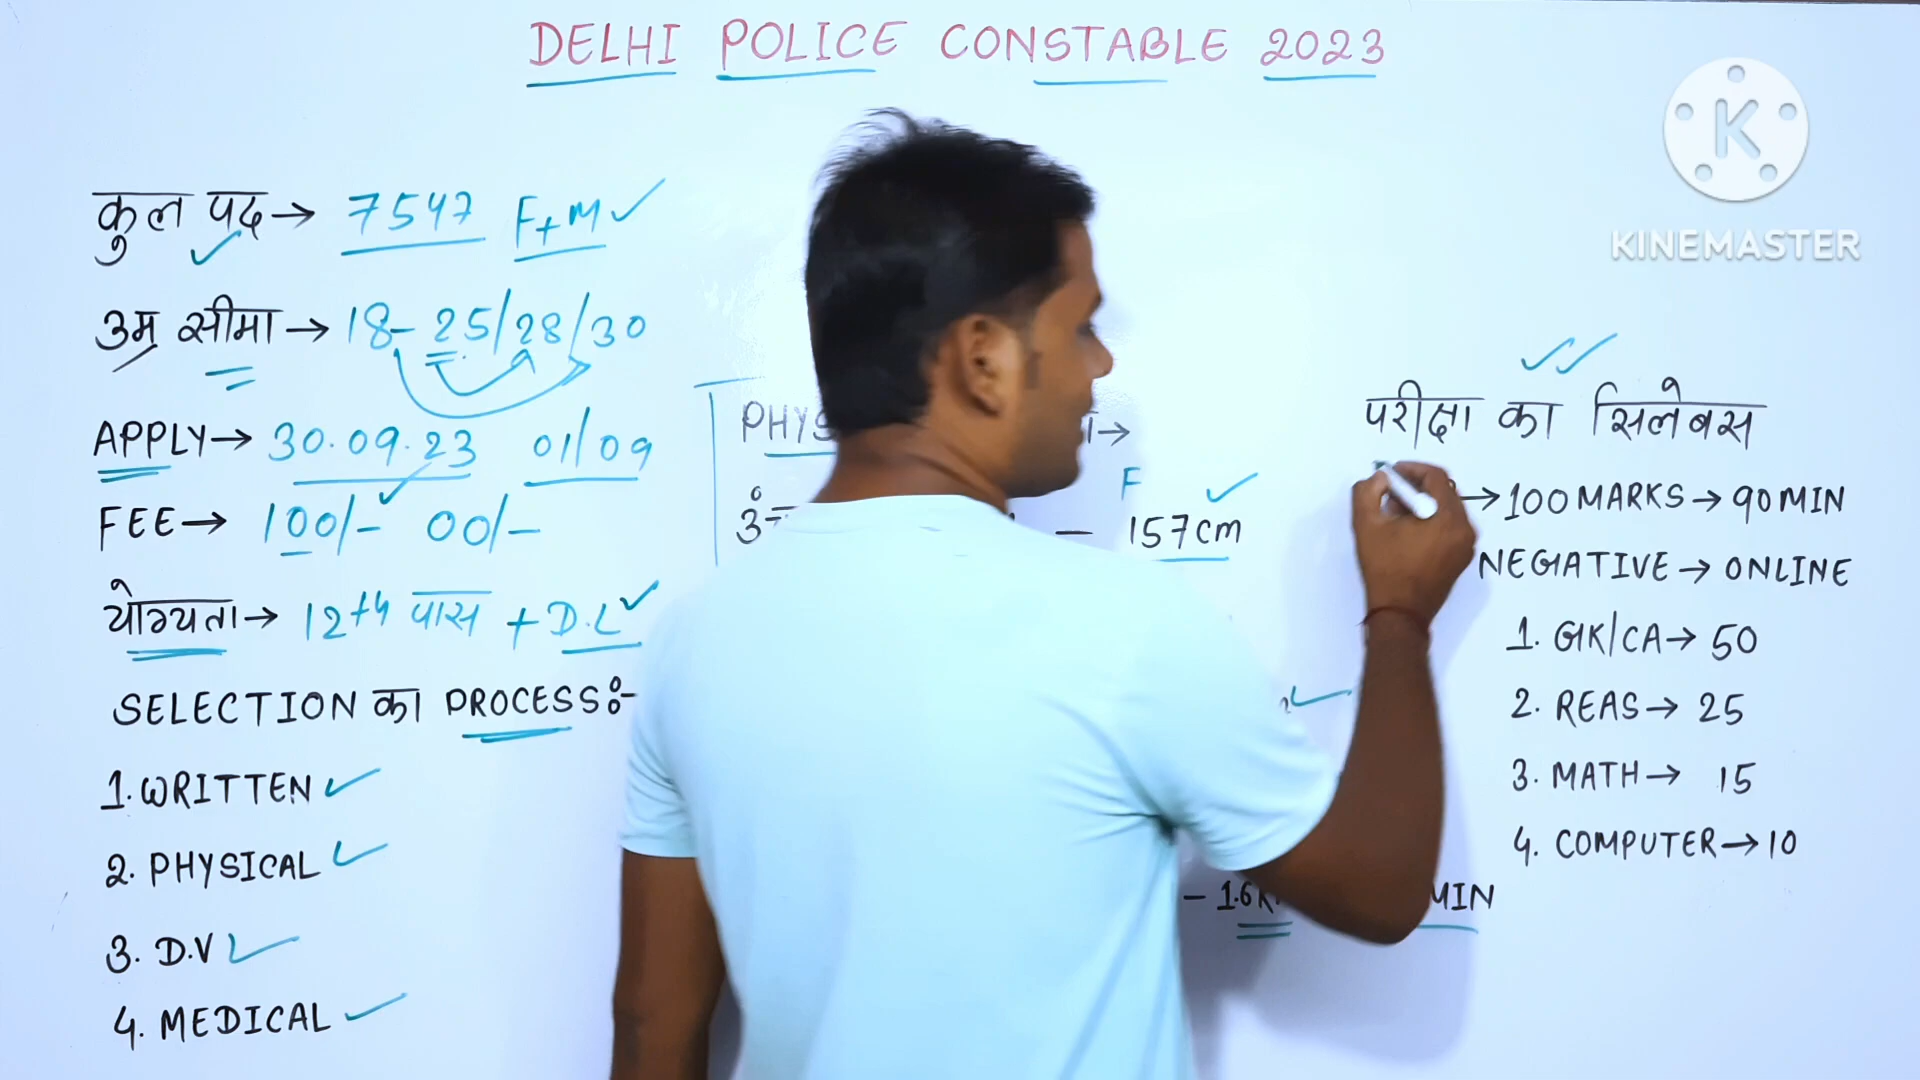 DELHI POLICE CONSTABLE 2023
K
KINEMASTER
कुल पद→ 7547 F+M✓
उम्र सीमा→ 18- 25/28/30
APPLY→ 30.09.23 01/09
FEE→ 100/- 00/-
योग्यता→ 12th पास + D.L✓
SELECTION का PROCESS:-
1. WRITTEN ✓
2. PHYSICAL ✓
3. D.V ✓
4. MEDICAL ✓
→
F ✓
— 157cm
- 1.6K MIN
परीक्षा का सिलेबस
→100 MARKS→ 90 MIN
NEGATIVE→ ONLINE
1. GK/CA→ 50
2. REAS→ 25
3. MATH→ 15
4. COMPUTER→10